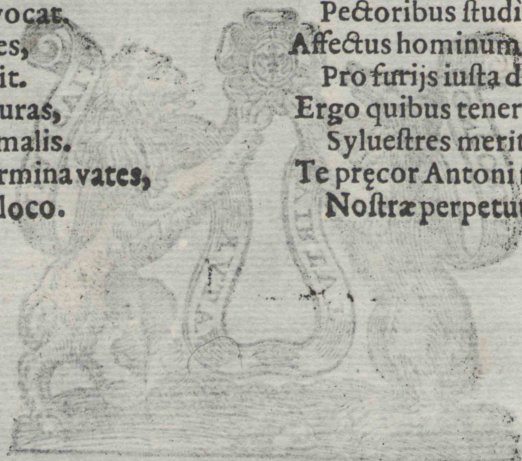 vocat.
es,
it.
uras,
malis.
rmina vates,
loco.
Pectoribus ſtudi
Affectus hominum,
Pro furijs iuſta d
Ergo quibus tener
Sylueſtres merit
Te pręcor Antoni
Noſtræ perpetu